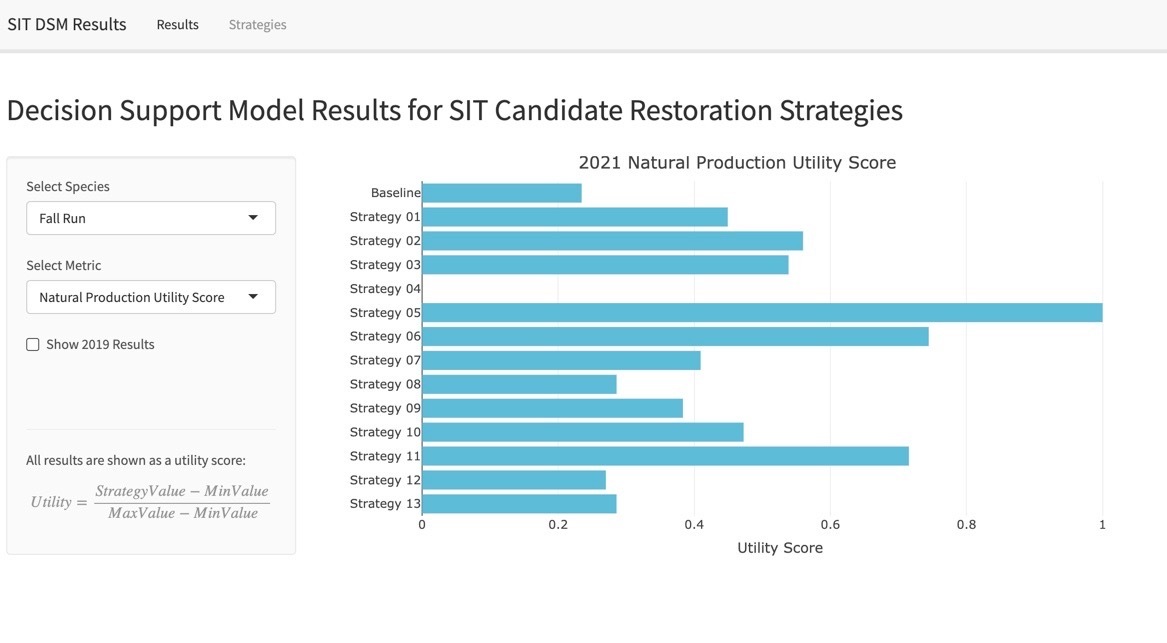 SIT DSM Results Results Strategies
Decision Support Model Results for SIT Candidate Restoration Strategies
Select Species
Fall Run
Select Metric
Natural Production Utility Score
Show 2019 Results
All results are shown as a utility score:
Utility = StrategyValue − MinValue
MaxValue − MinValue
2021 Natural Production Utility Score
Baseline
Strategy 01
Strategy 02
Strategy 03
Strategy 04
Strategy 05
Strategy 06
Strategy 07
Strategy 08
Strategy 09
Strategy 10
Strategy 11
Strategy 12
Strategy 13
0 0.2 0.4 0.6 0.8 1
Utility Score